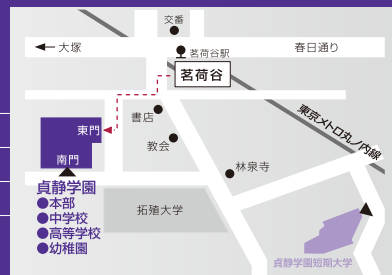 交番
大塚
茗荷谷駅
春日通り
茗荷谷
東京メトロ丸ノ内線
書店
東門
教会
南門
林泉寺
貞静学園
●本部
●中学校
●高等学校
●幼稚園
拓殖大学
貞静学園短期大学